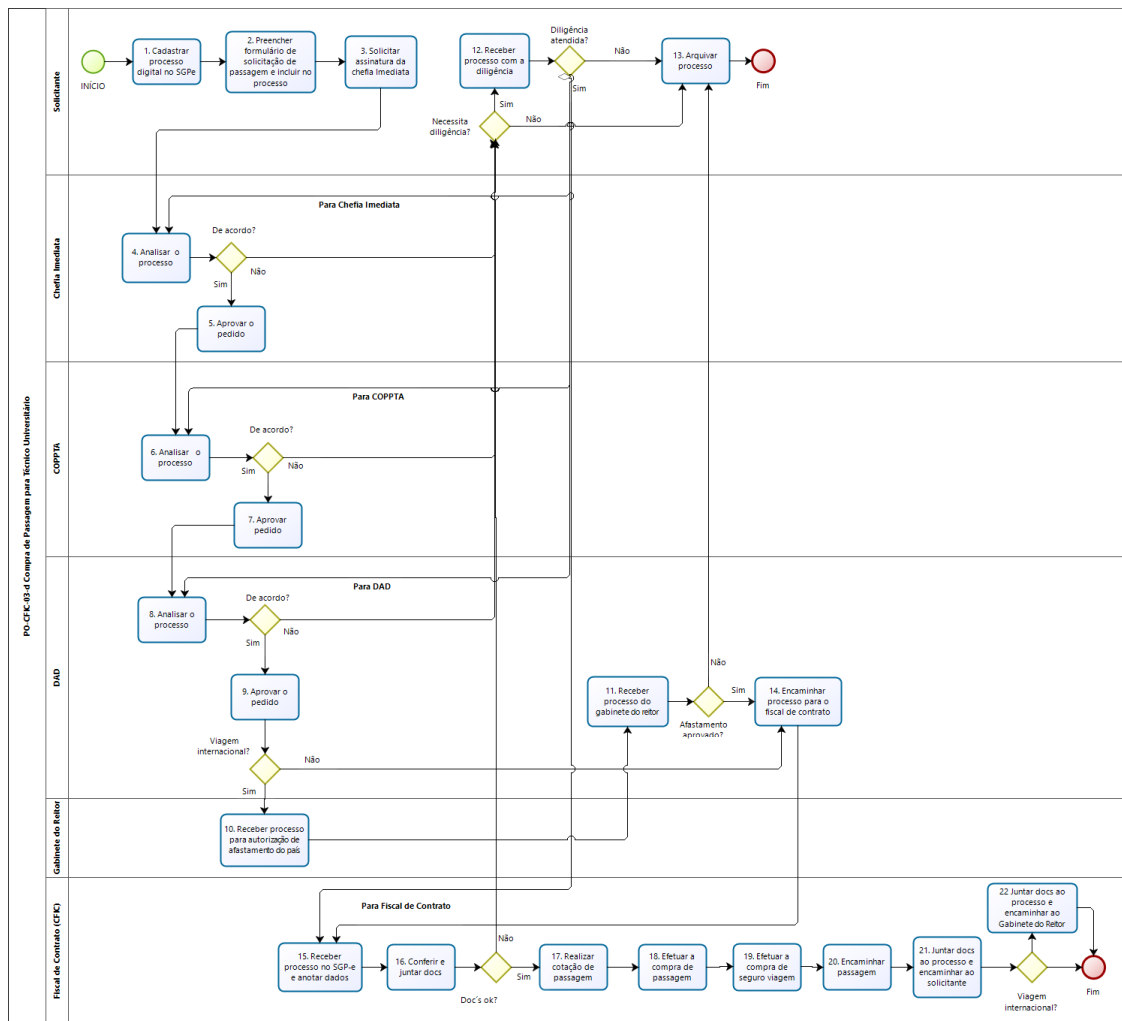 PO-CFIC-03-d Compra de Passagem para Técnico Universitário
Solicitante
INÍCIO
1. Cadastrar
processo
digital no SGPe
2. Preencher
formulário de
solicitação de
passagem e incluir no
processo
3. Solicitar
assinatura da
chefia Imediata
12. Receber
processo com a
diligência
Diligência
atendida?
Não
Sim
13. Arquivar
processo
Fim
Sim
Necessita
diligência?
Não
Chefia Imediata
Para Chefia Imediata
4. Analisar o
processo
De acordo?
Não
Sim
5. Aprovar o
pedido
COPPTA
Para COPPTA
6. Analisar o
processo
De acordo?
Sim
Não
7. Aprovar
pedido
DAD
Para DAD
8. Analisar o
processo
De acordo?
Não
Sim
9. Aprovar o
pedido
Viagem
internacional?
Não
Sim
11. Receber
processo do
gabinete do reitor
Não
Sim
Afastamento
aprovado?
14. Encaminhar
processo para o
fiscal de contrato
Gabinete do Reitor
10. Receber processo
para autorização de
afastamento do país
Fiscal de Contrato (CFIC)
Para Fiscal de Contrato
15. Receber
processo no SGP-e
e anotar dados
16. Conferir e
juntar docs
Não
Sim
Doc´s ok?
17. Realizar
cotação de
passagem
18. Efetuar a
compra de
passagem
19. Efetuar a
compra de
seguro viagem
20. Encaminhar
passagem
21. Juntar docs
ao processo e
encaminhar ao
solicitante
22 Juntar docs ao
processo e
encaminhar ao
Gabinete do Reitor
Viagem
internacional?
Fim